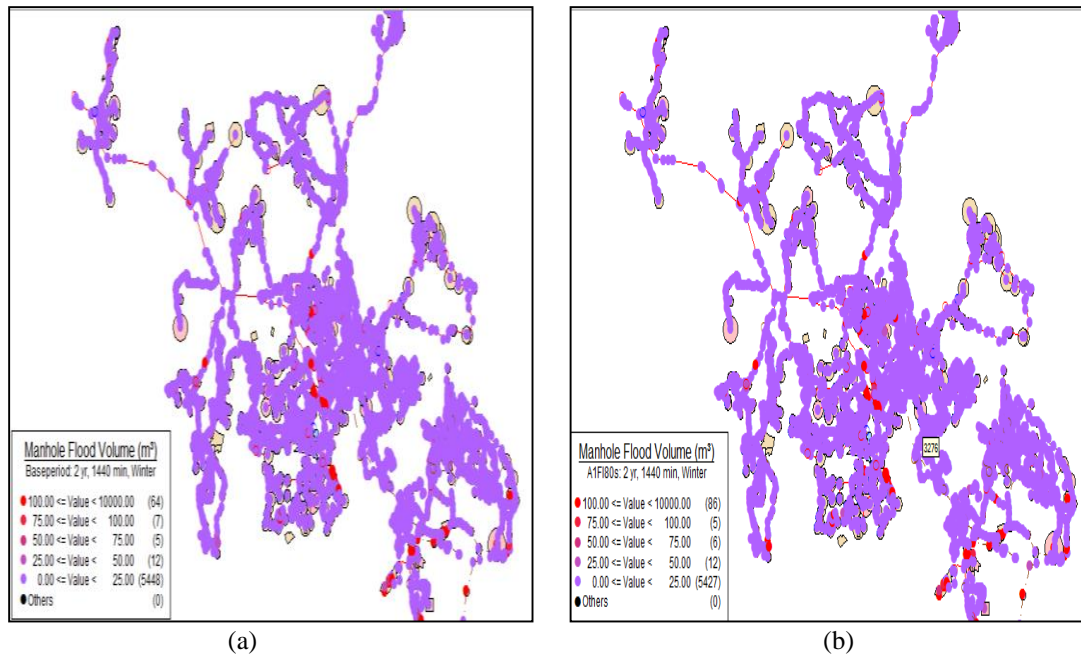 Manhole Flood Volume (m³)
Baseperiod: 2 yr, 1440 min, Winter
100.00 <= Value < 10000.00 (64)
75.00 <= Value < 100.00 (7)
50.00 <= Value < 75.00 (5)
25.00 <= Value < 50.00 (12)
0.00 <= Value < 25.00 (5448)
Others (0)
(a)
3276
Manhole Flood Volume (m³)
A1FI80s: 2 yr, 1440 min, Winter
100.00 <= Value < 10000.00 (86)
75.00 <= Value < 100.00 (5)
50.00 <= Value < 75.00 (6)
25.00 <= Value < 50.00 (12)
0.00 <= Value < 25.00 (5427)
Others (0)
(b)